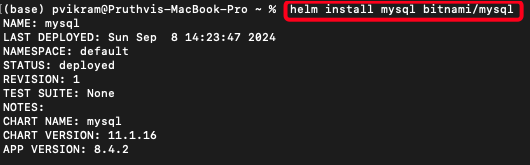 ((base) pvikram@Pruthvis-MacBook-Pro ~ % helm install mysql bitnami/mysql
NAME: mysql
LAST DEPLOYED: Sun Sep  8 14:23:47 2024
NAMESPACE: default
STATUS: deployed
REVISION: 1
TEST SUITE: None
NOTES:
CHART NAME: mysql
CHART VERSION: 11.1.16
APP VERSION: 8.4.2